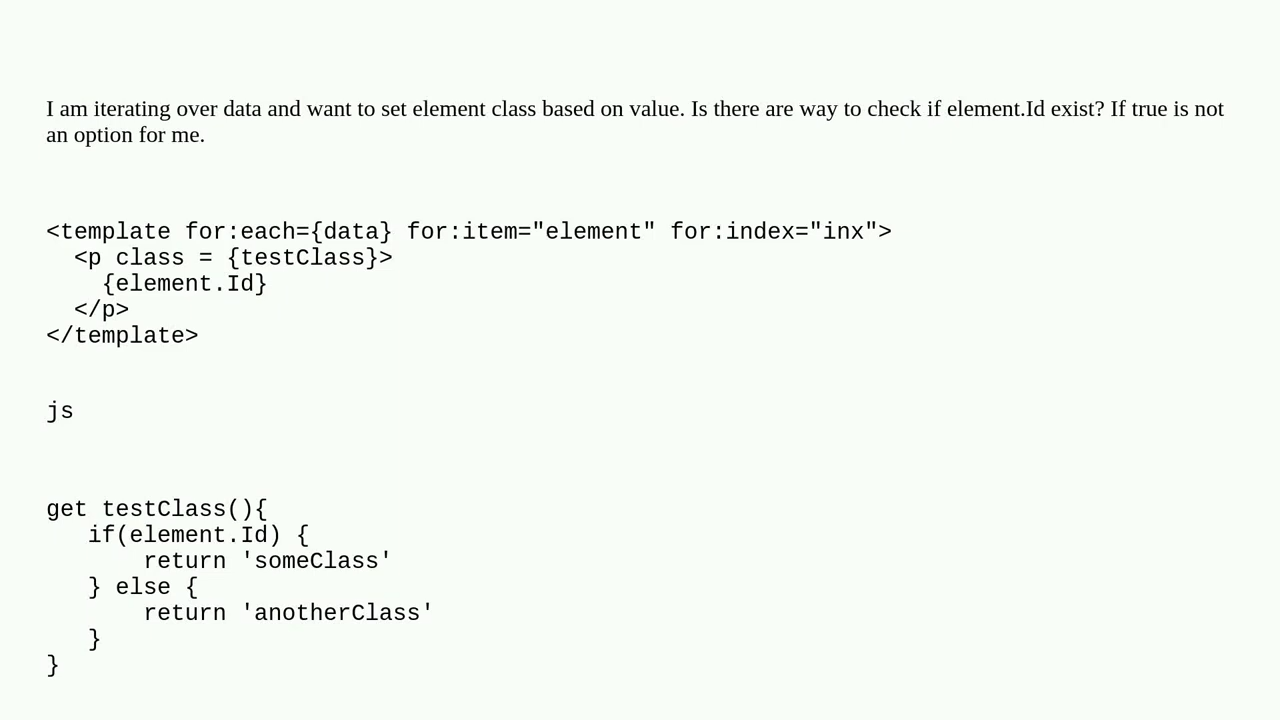 I am iterating over data and want to set element class based on value. Is there are way to check if element.Id exist? If true is not
an option for me.
<template for:each={data} for:item="element" for:index="inx">
  <p class = {testClass}>
    {element.Id}
  </p>
</template>
js
get testClass(){
   if(element.Id) {
       return 'someClass'
   } else {
       return 'anotherClass'
   }
}